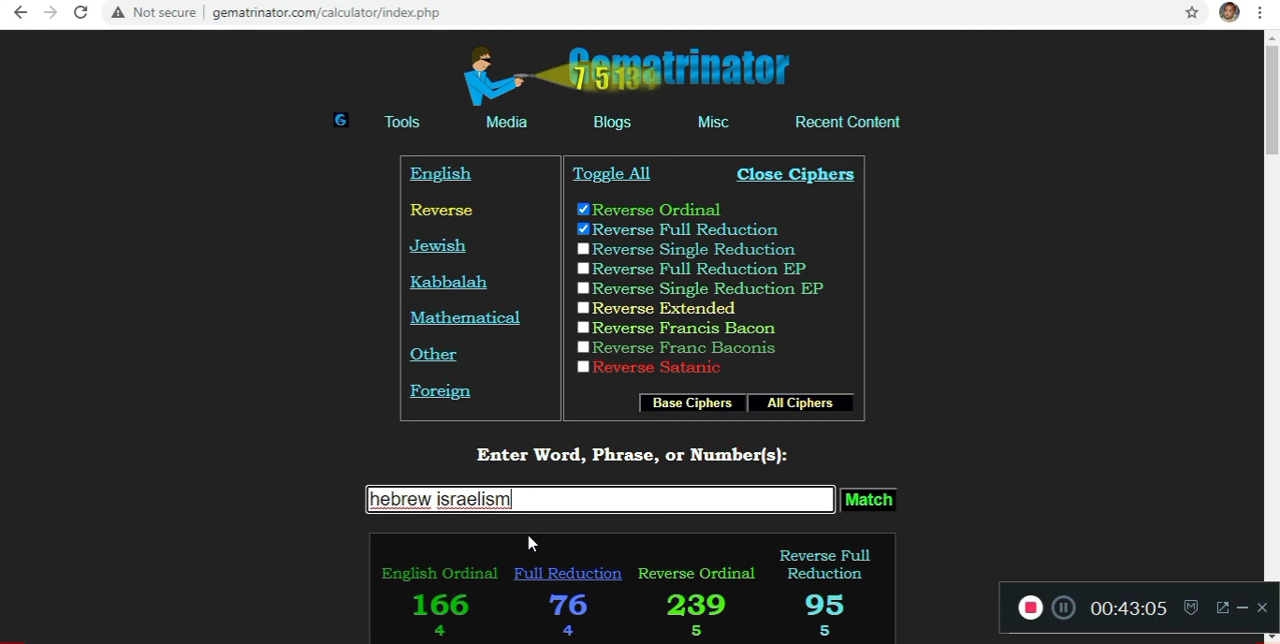 Not secure gematrinator.com/calculator/index.php
Gematrinator
7 5 13 4
G Tools Media Blogs Misc Recent Content
English
Reverse
Jewish
Kabbalah
Mathematical
Other
Foreign
Toggle All Close Ciphers
Reverse Ordinal
Reverse Full Reduction
Reverse Single Reduction
Reverse Full Reduction EP
Reverse Single Reduction EP
Reverse Extended
Reverse Francis Bacon
Reverse Franc Baconis
Reverse Satanic
Base Ciphers All Ciphers
Enter Word, Phrase, or Number(s):
hebrew israelism Match
English Ordinal Full Reduction Reverse Ordinal Reverse Full Reduction
166 76 239 95
4 4 5 5
00:43:05